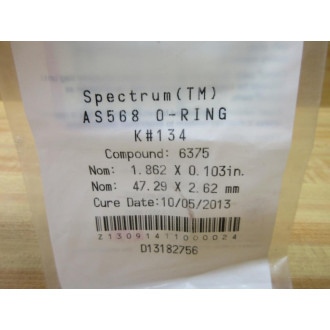 Spectrum(TM)
AS568 O-RING
K#134
Compound: 6375
Nom: 1.862 X 0.103in.
Nom: 47.29 X 2.62 mm
Cure Date:10/05/2013
Z13091411000024
D13182756